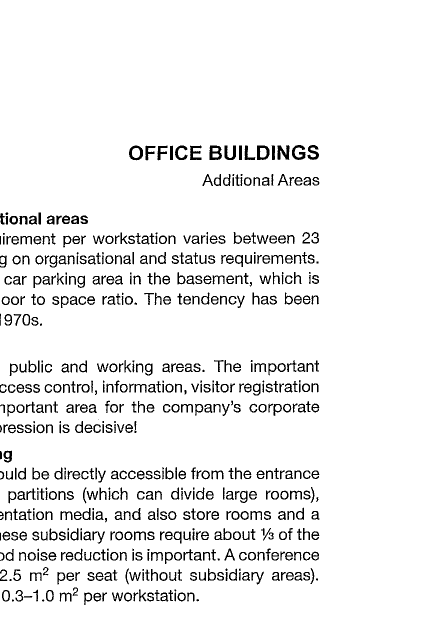 OFFICE BUILDINGS
Additional Areas
tional areas
irement per workstation varies between 23
g on organisational and status requirements.
car parking area in the basement, which is
oor to space ratio. The tendency has been
1970s.
public and working areas. The important
ccess control, information, visitor registration
mportant area for the company's corporate
pression is decisive!
ng
ould be directly accessible from the entrance
partitions (which can divide large rooms),
entation media, and also store rooms and a
hese subsidiary rooms require about ⅓ of the
od noise reduction is important. A conference
2.5 m² per seat (without subsidiary areas).
0.3–1.0 m² per workstation.